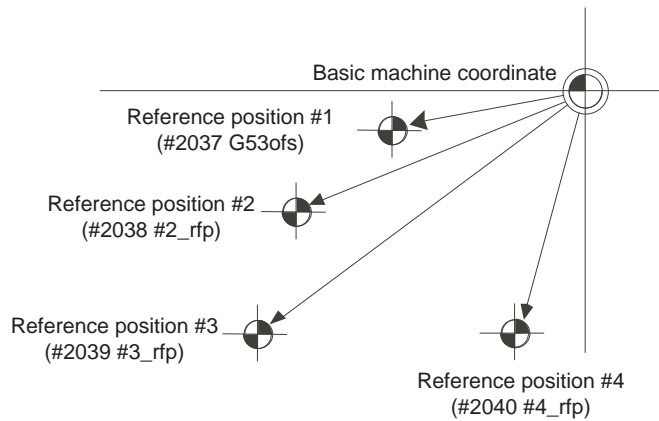 Basic machine coordinate
Reference position #1
(#2037 G53ofs)
Reference position #2
(#2038 #2_rfp)
Reference position #3
(#2039 #3_rfp)
Reference position #4
(#2040 #4_rfp)